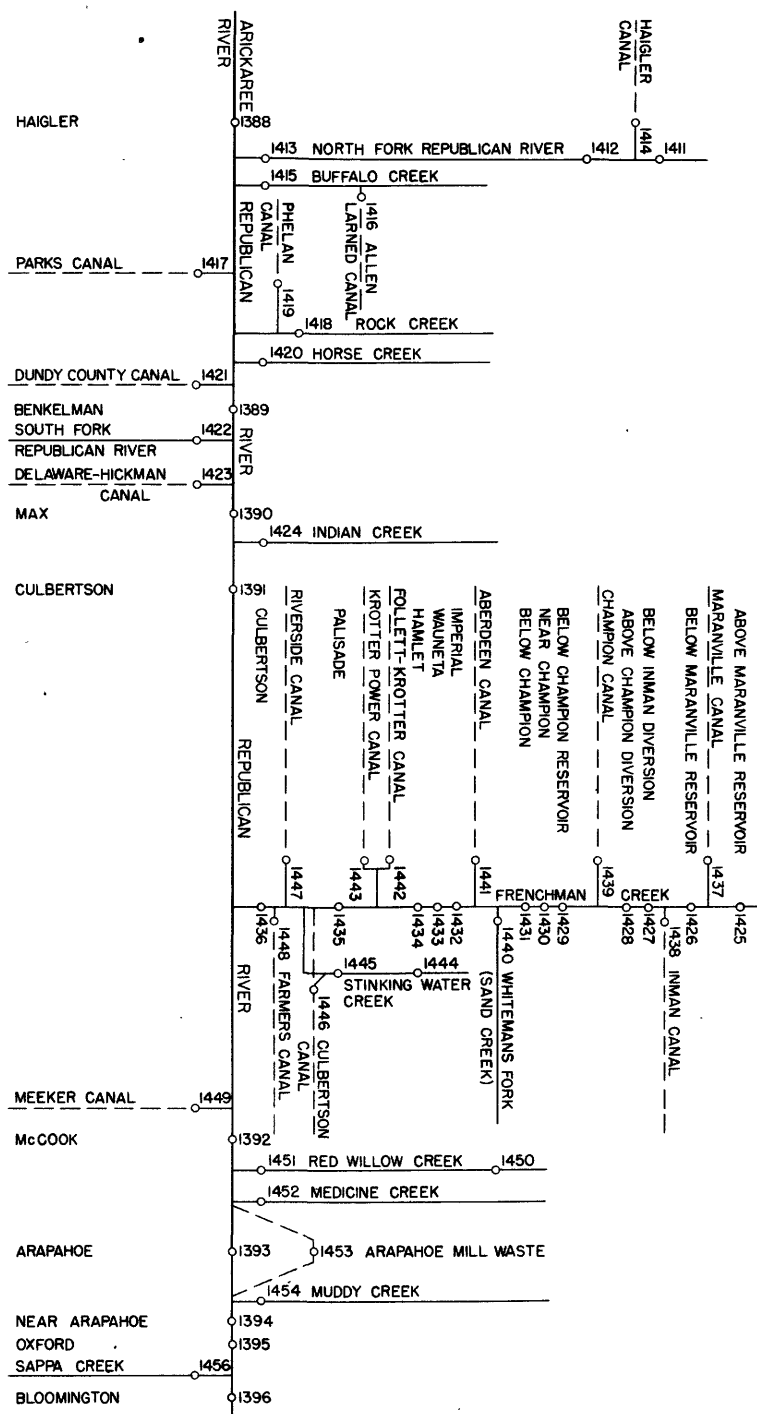 ARICKAREE
RIVER
HAIGLER
CANAL
HAIGLER
1388
1414
1413 NORTH FORK REPUBLICAN RIVER
1412
1411
1415 BUFFALO CREEK
1416 ALLEN
LARNED CANAL
PHELAN
CANAL
REPUBLICAN
PARKS CANAL
1417
1419
1418 ROCK CREEK
1420 HORSE CREEK
DUNDY COUNTY CANAL
1421
BENKELMAN
1389
SOUTH FORK
1422
REPUBLICAN RIVER
RIVER
DELAWARE-HICKMAN
1423
CANAL
MAX
1390
1424 INDIAN CREEK
CULBERTSON
1391
CULBERTSON
RIVERSIDE CANAL
PALISADE
KROTTER POWER CANAL
FOLLETT-KROTTER CANAL
HAMLET
WAUNETA
IMPERIAL
ABERDEEN CANAL
BELOW CHAMPION
NEAR CHAMPION
BELOW CHAMPION RESERVOIR
CHAMPION CANAL
ABOVE CHAMPION DIVERSION
BELOW INMAN DIVERSION
BELOW MARANVILLE RESERVOIR
MARANVILLE CANAL
ABOVE MARANVILLE RESERVOIR
REPUBLICAN
1447
1443
1442
1441
1439
1437
FRENCHMAN CREEK
1436
1435
1434
1433
1432
1431
1430
1429
1428
1427
1426
1425
1448 FARMERS CANAL
1445
1444
STINKING WATER
CREEK
1446 CULBERTSON
CANAL
1440 WHITEMANS FORK
(SAND CREEK)
1438 INMAN CANAL
RIVER
MEEKER CANAL
1449
McCOOK
1392
1451 RED WILLOW CREEK
1450
1452 MEDICINE CREEK
ARAPAHOE
1393
1453 ARAPAHOE MILL WASTE
1454 MUDDY CREEK
NEAR ARAPAHOE
1394
OXFORD
1395
SAPPA CREEK
1456
BLOOMINGTON
1396